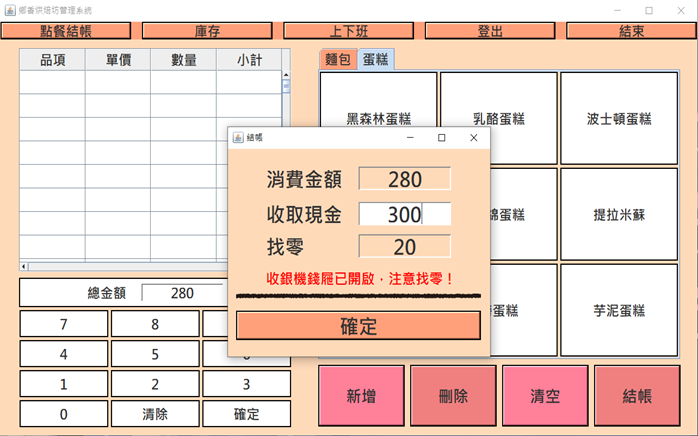 鄉香烘焙坊管理系統
點餐結帳 庫存 上下班 登出 結束
品項 單價 數量 小計
麵包 蛋糕
黑森林蛋糕 乳酪蛋糕 波士頓蛋糕
蛋糕 提拉米蘇
蛋糕 芋泥蛋糕
結帳
消費金額 280
收取現金 300
找零 20
收銀機錢屜已開啟，注意找零！
確定
總金額 280
7 8
4 5
1 2 3
0 清除 確定
新增 刪除 清空 結帳